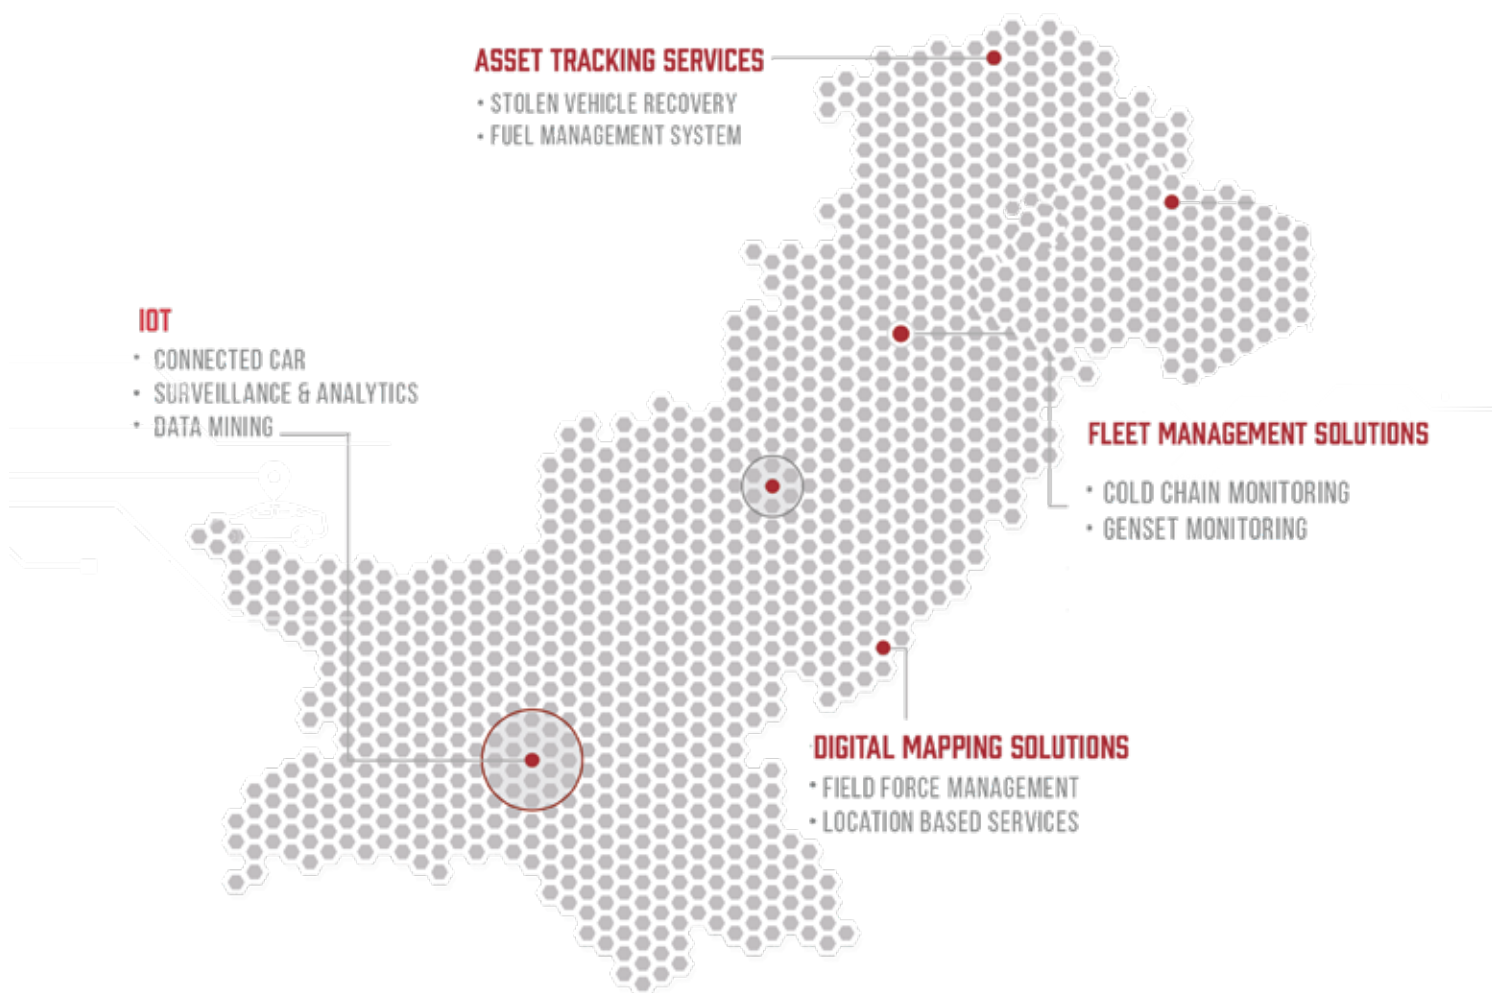 ASSET TRACKING SERVICES
• STOLEN VEHICLE RECOVERY
• FUEL MANAGEMENT SYSTEM
IOT
• CONNECTED CAR
• SURVEILLANCE & ANALYTICS
• DATA MINING
FLEET MANAGEMENT SOLUTIONS
• COLD CHAIN MONITORING
• GENSET MONITORING
DIGITAL MAPPING SOLUTIONS
• FIELD FORCE MANAGEMENT
• LOCATION BASED SERVICES